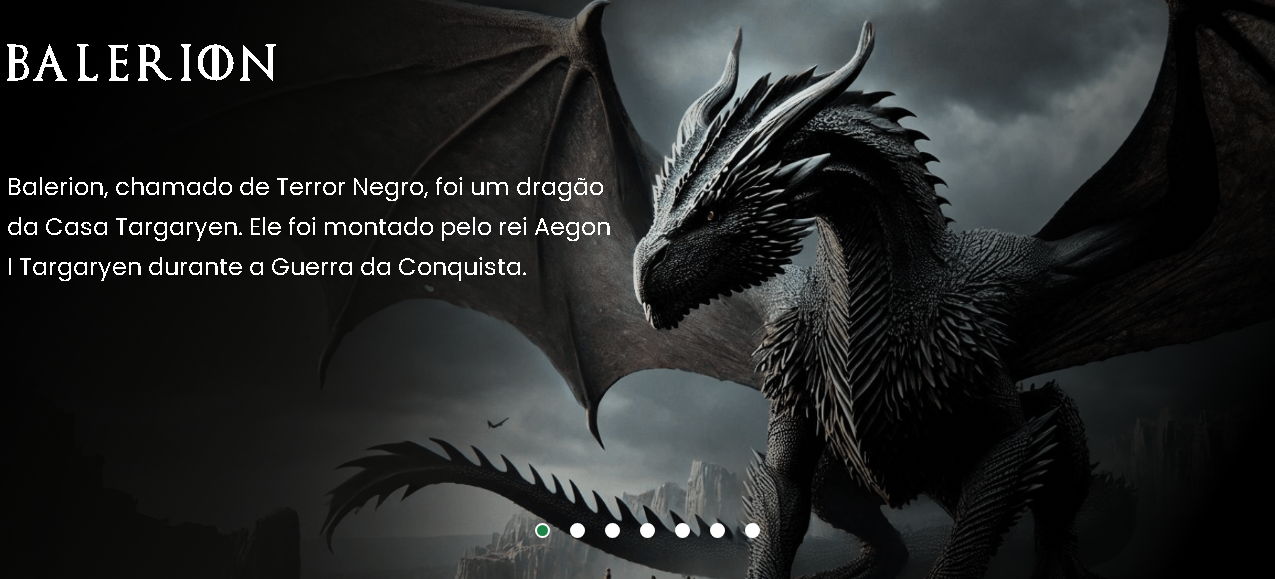 BALERION
Balerion, chamado de Terror Negro, foi um dragão
da Casa Targaryen. Ele foi montado pelo rei Aegon
I Targaryen durante a Guerra da Conquista.